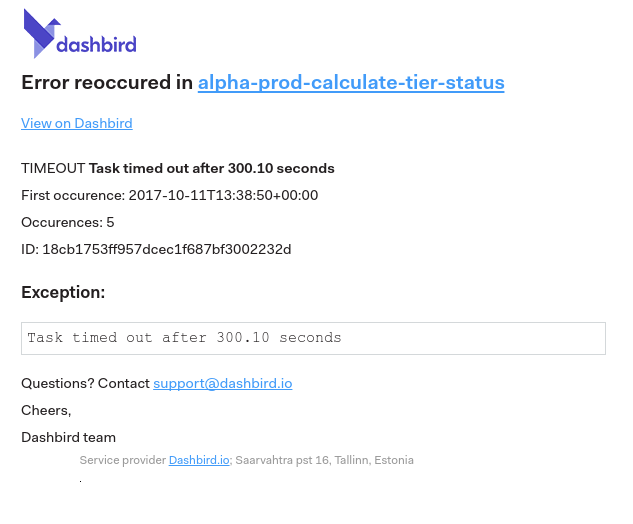 dashbird
Error reoccured in alpha-prod-calculate-tier-status
View on Dashbird
TIMEOUT Task timed out after 300.10 seconds
First occurence: 2017-10-11T13:38:50+00:00
Occurences: 5
ID: 18cb1753ff957dcec1f687bf3002232d
Exception:
Task timed out after 300.10 seconds
Questions? Contact support@dashbird.io
Cheers,
Dashbird team
Service provider Dashbird.io; Saarvahtra pst 16, Tallinn, Estonia
.